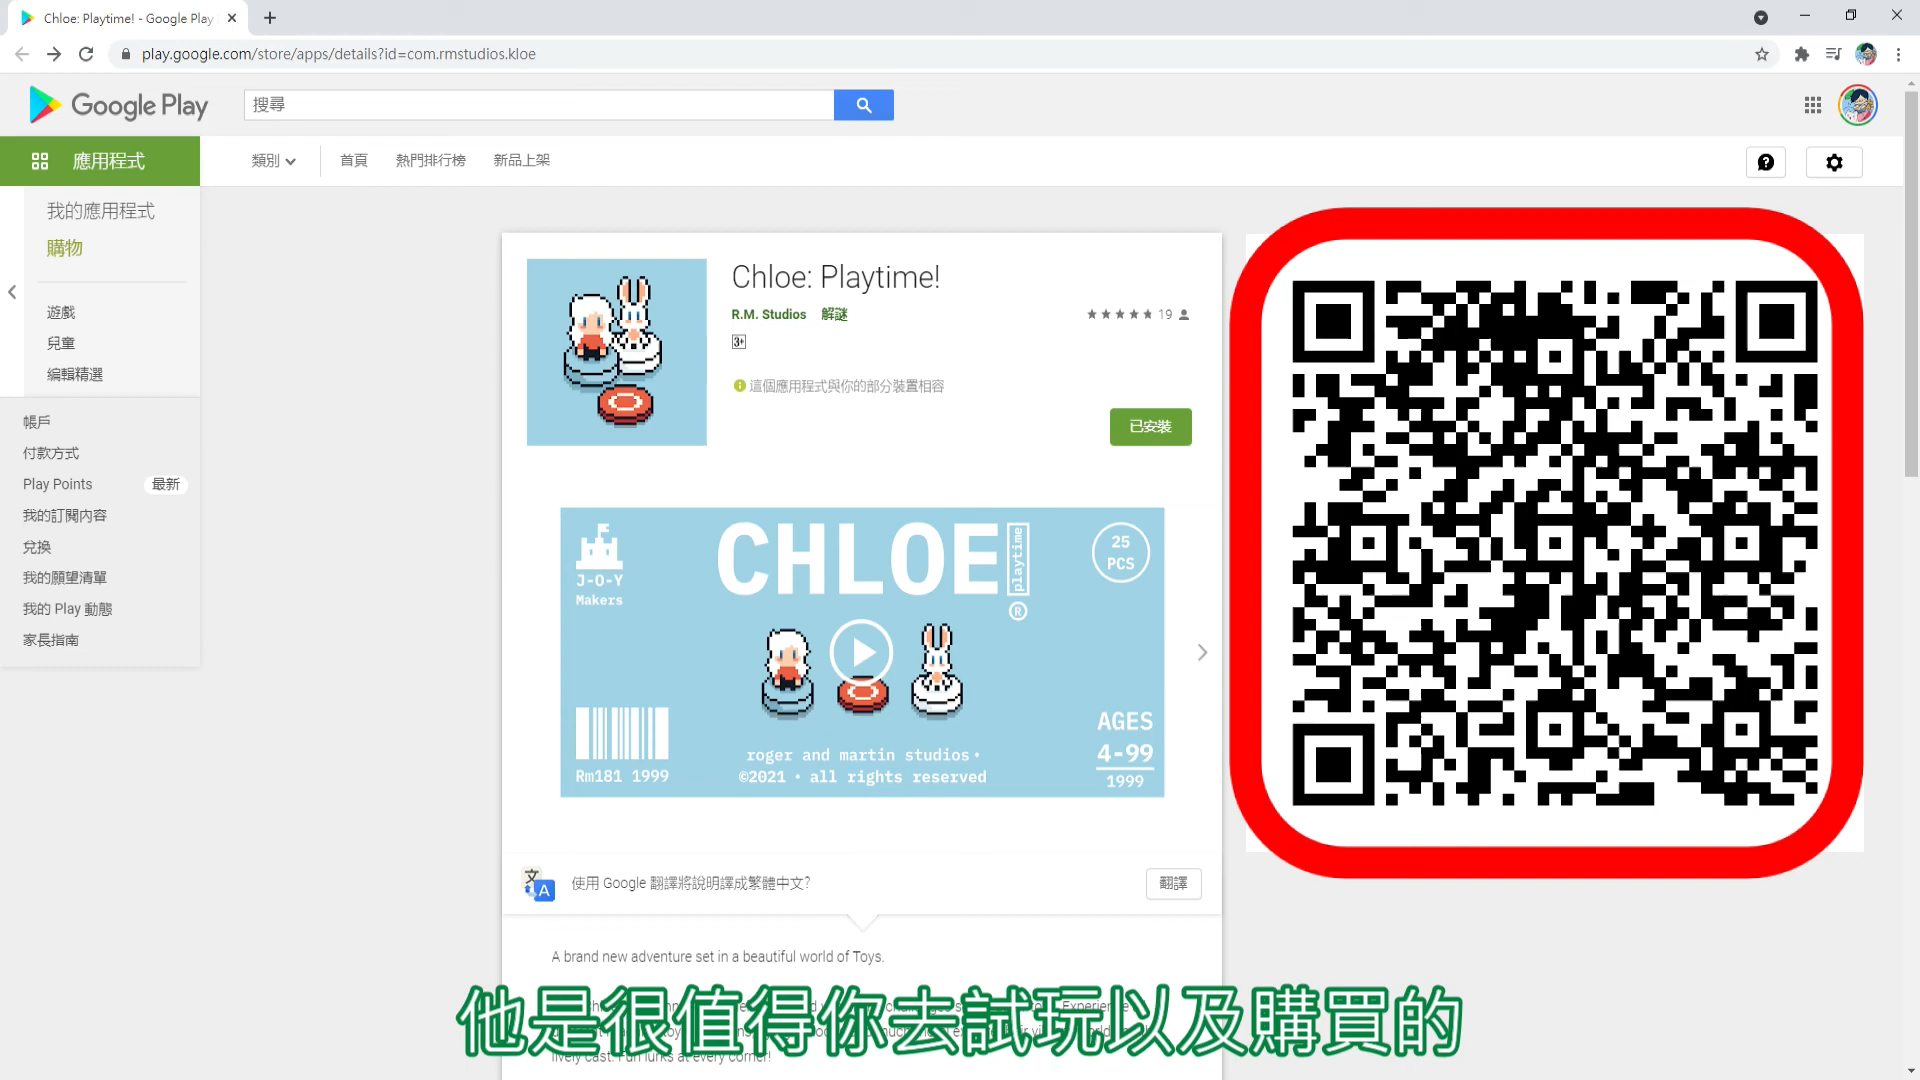 Chloe: Playtime! - Google Play
play.google.com/store/apps/details?id=com.rmstudios.kloe
Google Play
搜尋
應用程式
類別
首頁
熱門排行榜
新品上架
我的應用程式
購物
遊戲
兒童
編輯精選
帳戶
付款方式
Play Points
最新
我的訂閱內容
兌換
我的願望清單
我的 Play 動態
家長指南
Chloe: Playtime!
R.M. Studios 解謎
19
3+
這個應用程式與你的部分裝置相容
已安裝
J-O-Y
Makers
CHLOE
playtime
®
25
PCS
Rm181 1999
roger and martin studios•
©2021 • all rights reserved
AGES
4-99
1999
使用 Google 翻譯將說明譯成繁體中文？
翻譯
A brand new adventure set in a beautiful world of Toys.
Experience
lively cast. Fun lurks at every corner!
他是很值得你去試玩以及購買的